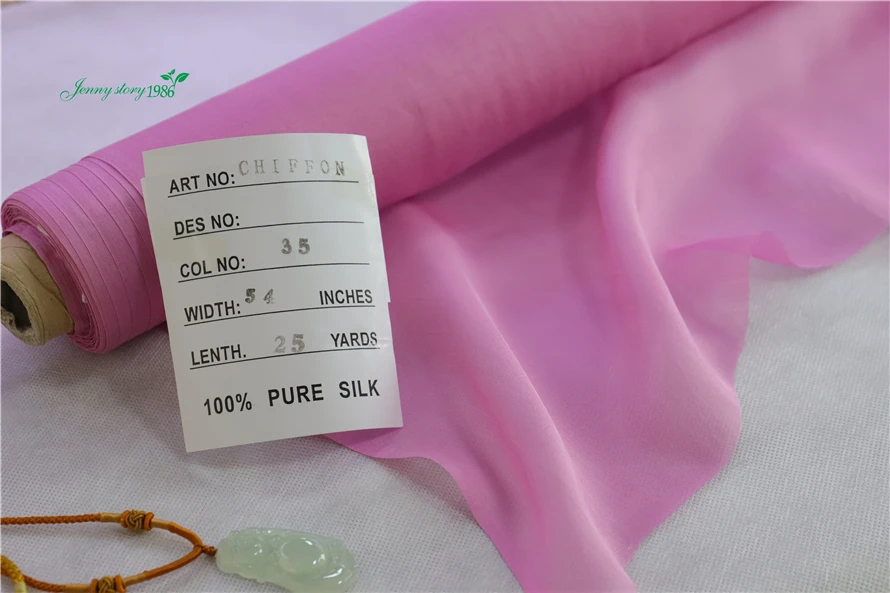 Jenny story 1986
ART NO: CHIFFON
DES NO:
COL NO: 35
WIDTH: 54 INCHES
LENTH. 25 YARDS
100% PURE SILK